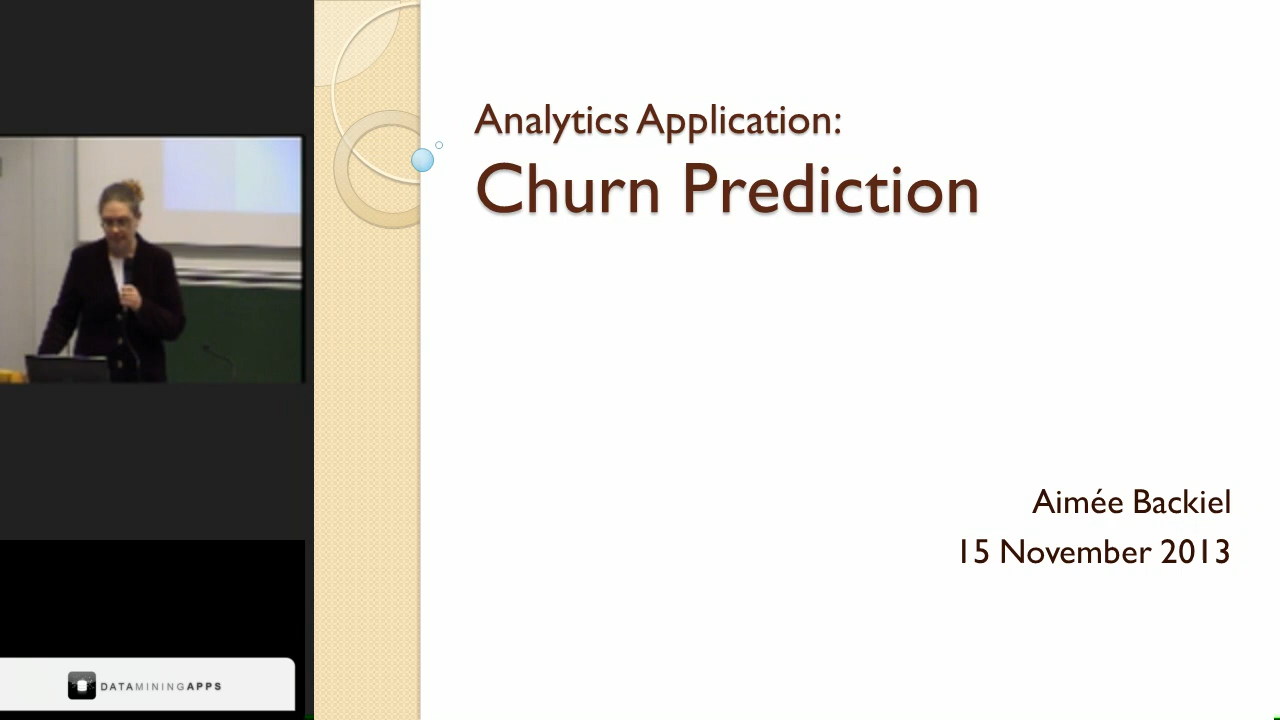 Analytics Application:
Churn Prediction
Aimée Backiel
15 November 2013
DATAMININGAPPS